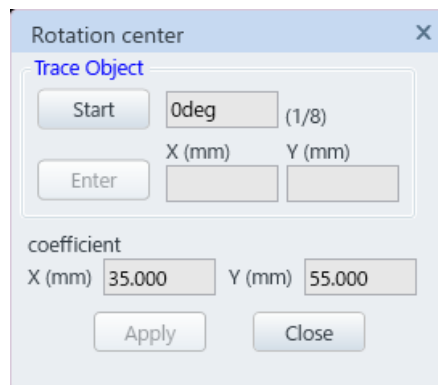 Rotation center
Trace Object
Start 0deg (1/8)
X (mm) Y (mm)
Enter
coefficient
X (mm) 35.000 Y (mm) 55.000
Apply Close